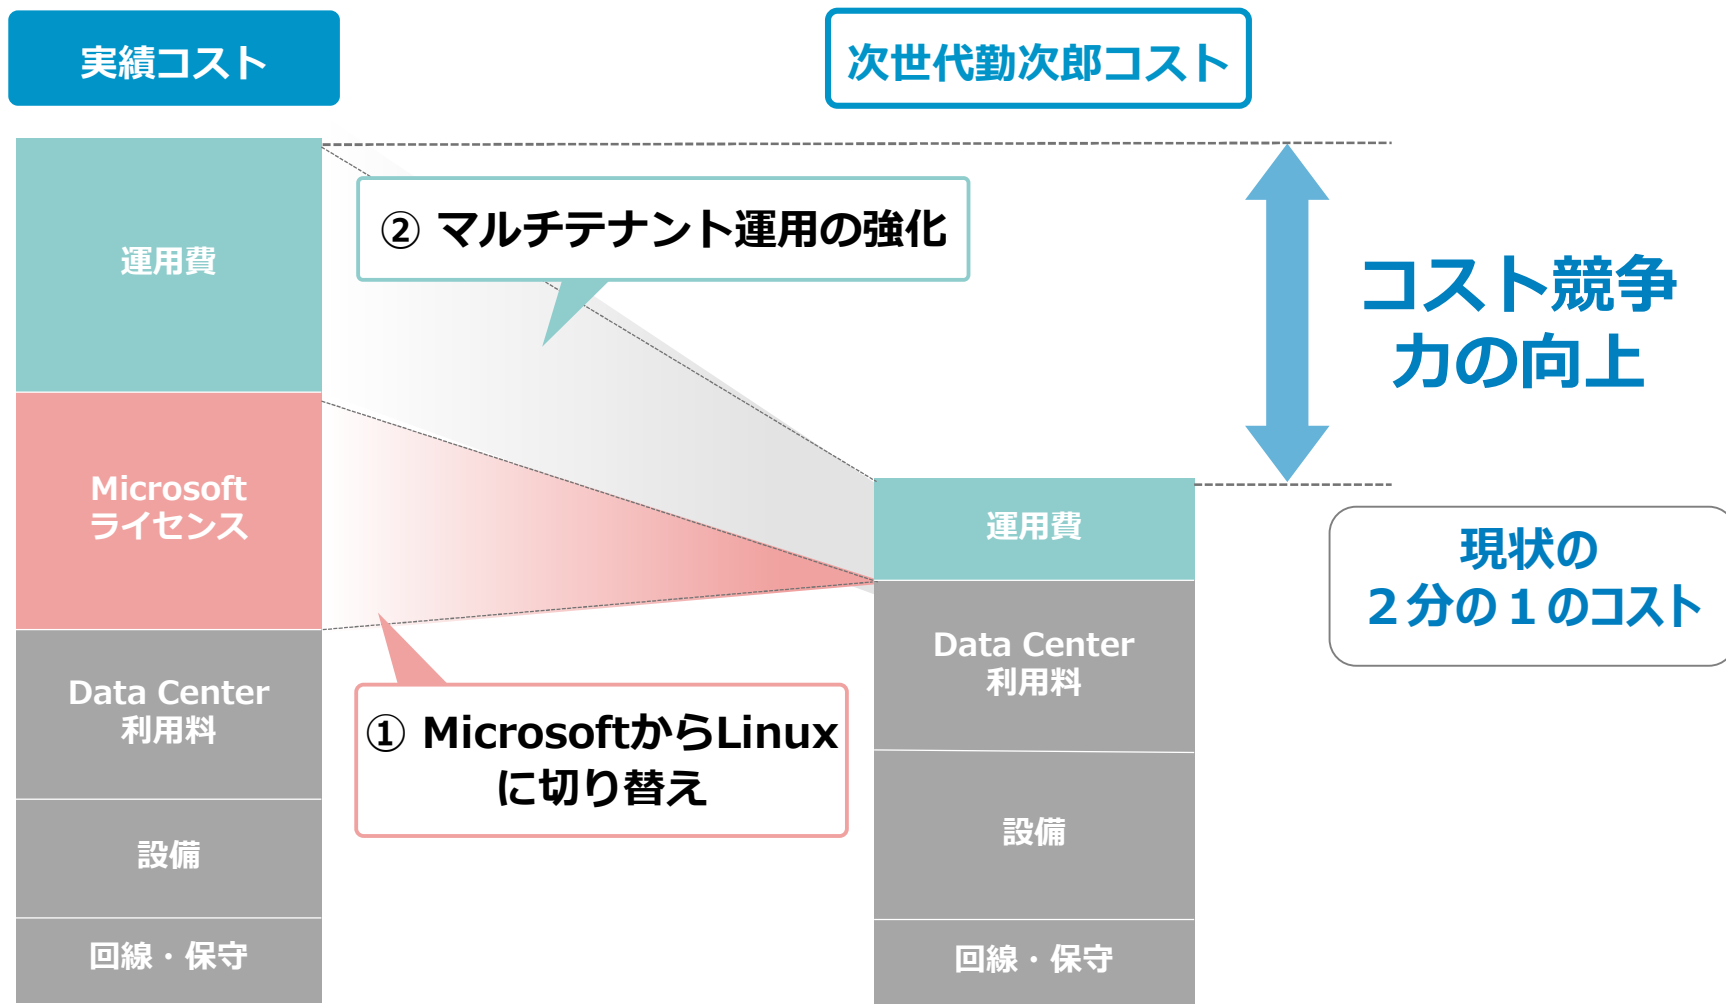 実績コスト
次世代勤次郎コスト
② マルチテナント運用の強化
運用費
コスト競争
力の向上
Microsoft
ライセンス
運用費
現状の
２分の１のコスト
Data Center
利用料
Data Center
利用料
① MicrosoftからLinux
に切り替え
設備
設備
回線・保守
回線・保守